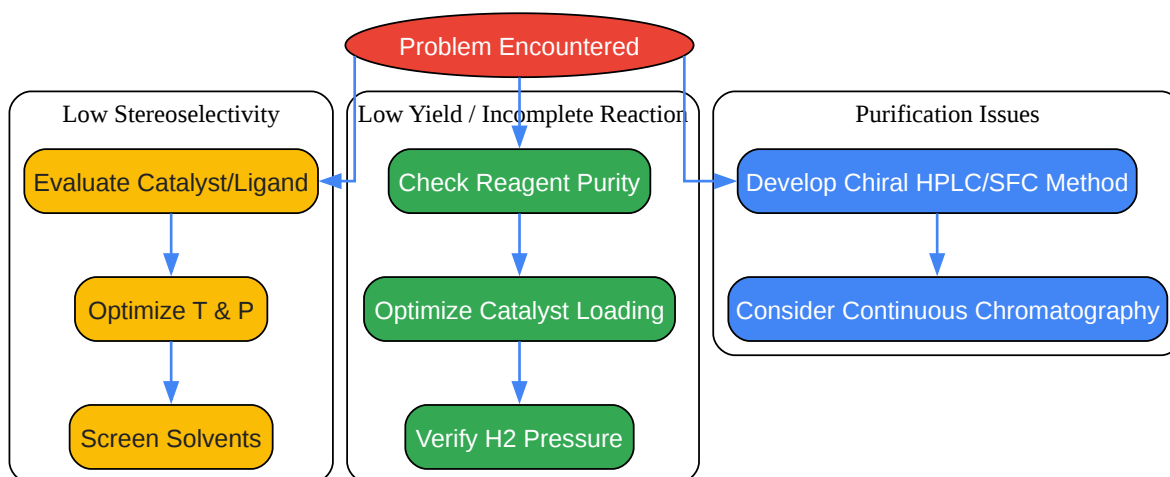 Problem Encountered
Low Stereoselectivity
Evaluate Catalyst/Ligand
Optimize T & P
Screen Solvents
Low Yield / Incomplete Reaction
Check Reagent Purity
Optimize Catalyst Loading
Verify H2 Pressure
Purification Issues
Develop Chiral HPLC/SFC Method
Consider Continuous Chromatography